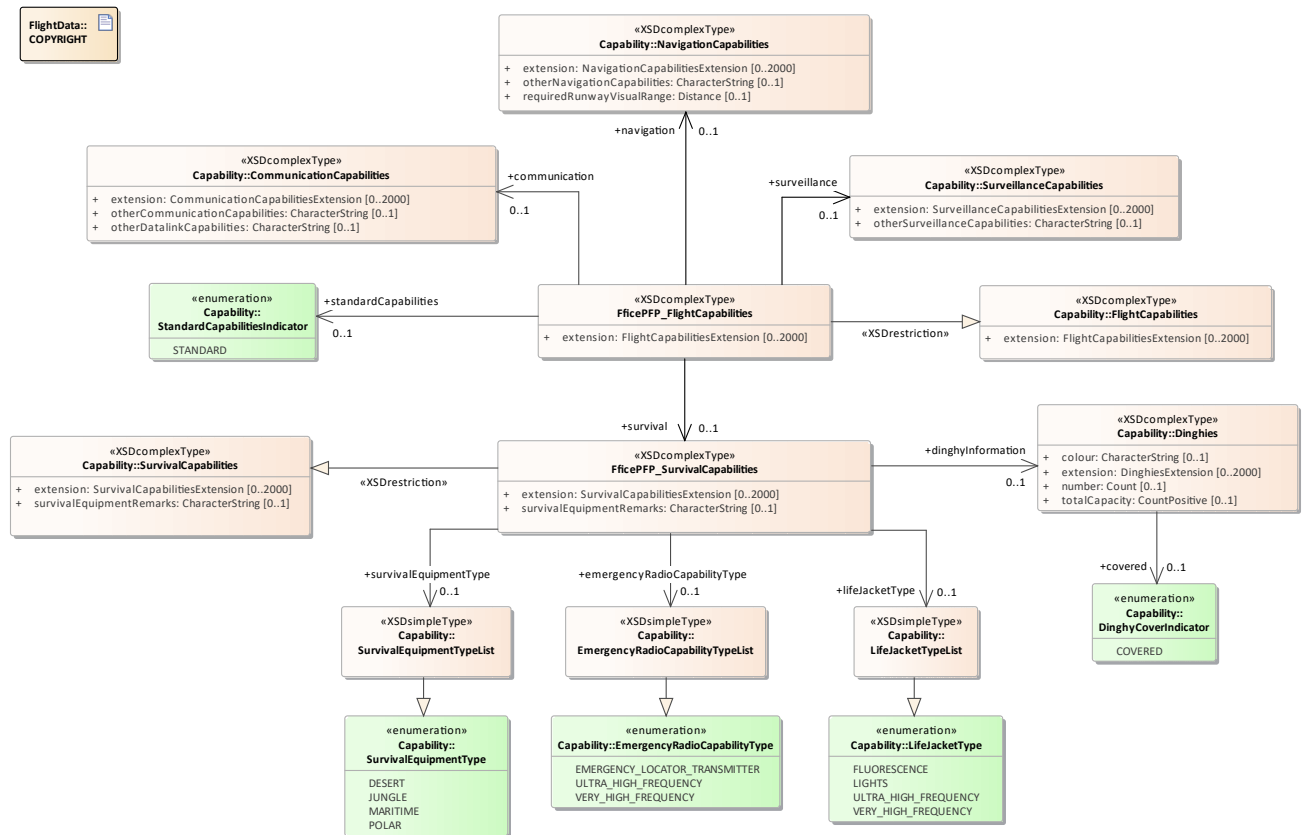 FlightData::
COPYRIGHT
«XSDcomplexType»
Capability::NavigationCapabilities
+ extension: NavigationCapabilitiesExtension [0..2000]
+ otherNavigationCapabilities: CharacterString [0..1]
+ requiredRunwayVisualRange: Distance [0..1]
+navigation
0..1
«XSDcomplexType»
Capability::CommunicationCapabilities
+ extension: CommunicationCapabilitiesExtension [0..2000]
+ otherCommunicationCapabilities: CharacterString [0..1]
+ otherDatalinkCapabilities: CharacterString [0..1]
+communication
0..1
«XSDcomplexType»
Capability::SurveillanceCapabilities
+ extension: SurveillanceCapabilitiesExtension [0..2000]
+ otherSurveillanceCapabilities: CharacterString [0..1]
+surveillance
0..1
«enumeration»
Capability::
StandardCapabilitiesIndicator
STANDARD
+standardCapabilities
0..1
«XSDcomplexType»
FficePFP_FlightCapabilities
+ extension: FlightCapabilitiesExtension [0..2000]
«XSDrestriction»
«XSDcomplexType»
Capability::FlightCapabilities
+ extension: FlightCapabilitiesExtension [0..2000]
+survival
0..1
«XSDcomplexType»
Capability::SurvivalCapabilities
+ extension: SurvivalCapabilitiesExtension [0..2000]
+ survivalEquipmentRemarks: CharacterString [0..1]
«XSDrestriction»
«XSDcomplexType»
FficePFP_SurvivalCapabilities
+ extension: SurvivalCapabilitiesExtension [0..2000]
+ survivalEquipmentRemarks: CharacterString [0..1]
+dinghyInformation
0..1
«XSDcomplexType»
Capability::Dinghies
+ colour: CharacterString [0..1]
+ extension: DinghiesExtension [0..2000]
+ number: Count [0..1]
+ totalCapacity: CountPositive [0..1]
+covered
0..1
«enumeration»
Capability::
DinghyCoverIndicator
COVERED
+survivalEquipmentType
0..1
+emergencyRadioCapabilityType
0..1
+lifeJacketType
0..1
«XSDsimpleType»
Capability::
SurvivalEquipmentTypeList
«XSDsimpleType»
Capability::
EmergencyRadioCapabilityTypeList
«XSDsimpleType»
Capability::
LifeJacketTypeList
«enumeration»
Capability::
SurvivalEquipmentType
DESERT
JUNGLE
MARITIME
POLAR
«enumeration»
Capability::EmergencyRadioCapabilityType
EMERGENCY_LOCATOR_TRANSMITTER
ULTRA_HIGH_FREQUENCY
VERY_HIGH_FREQUENCY
«enumeration»
Capability::LifeJacketType
FLUORESCENCE
LIGHTS
ULTRA_HIGH_FREQUENCY
VERY_HIGH_FREQUENCY